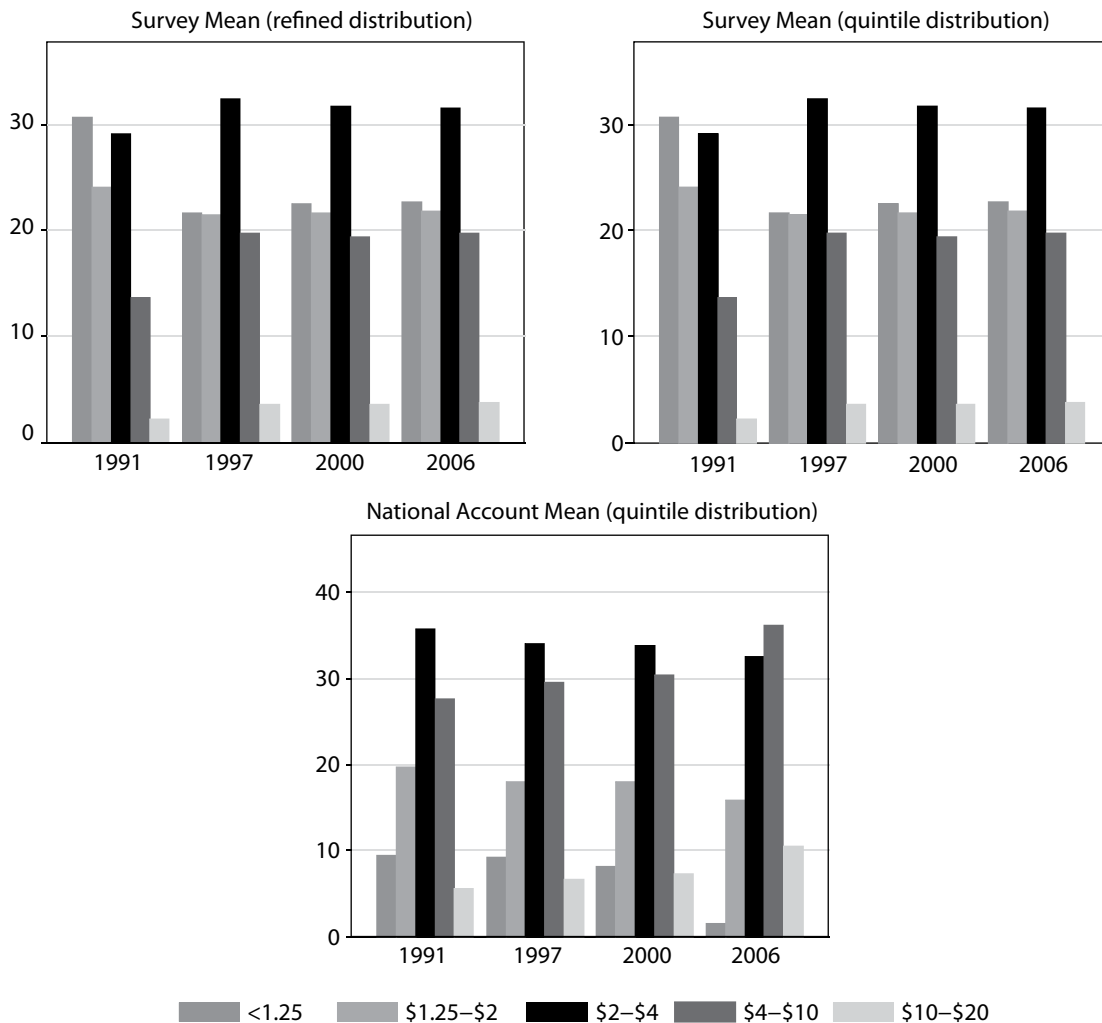 Survey Mean (refined distribution)
30
20
10
0
1991 1997 2000 2006
Survey Mean (quintile distribution)
30
20
10
0
1991 1997 2000 2006
National Account Mean (quintile distribution)
40
30
20
10
0
1991 1997 2000 2006
<1.25 $1.25–$2 $2–$4 $4–$10 $10–$20